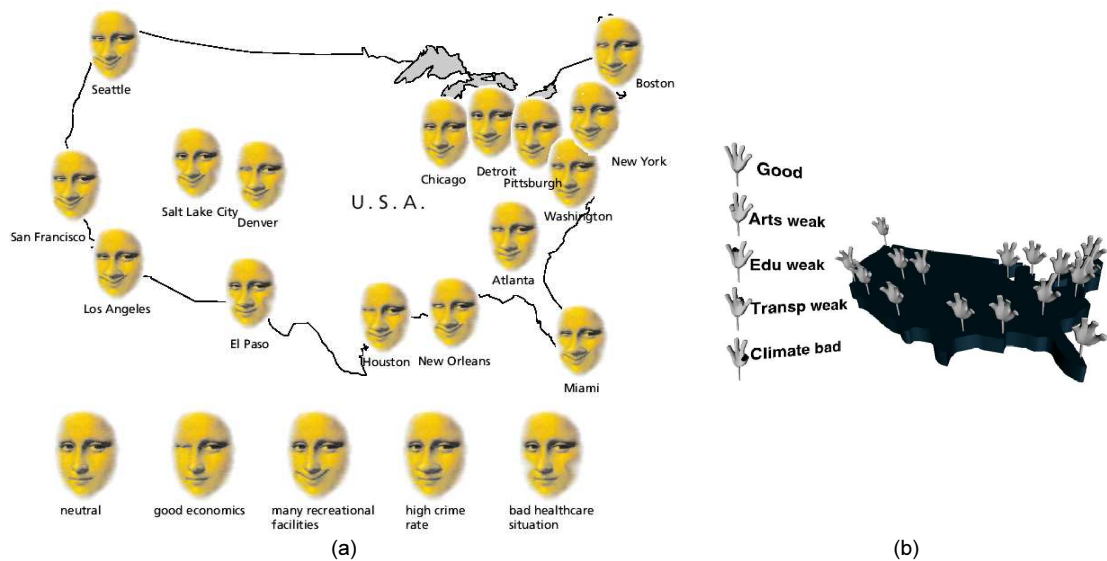 Seattle
Boston
New York
Detroit
Chicago
Pittsburgh
U. S. A.
Salt Lake City
Denver
Washington
San Francisco
Atlanta
Los Angeles
El Paso
Houston
New Orleans
Miami
neutral
good economics
many recreational
facilities
high crime
rate
bad healthcare
situation
(a)
Good
Arts weak
Edu weak
Transp weak
Climate bad
(b)